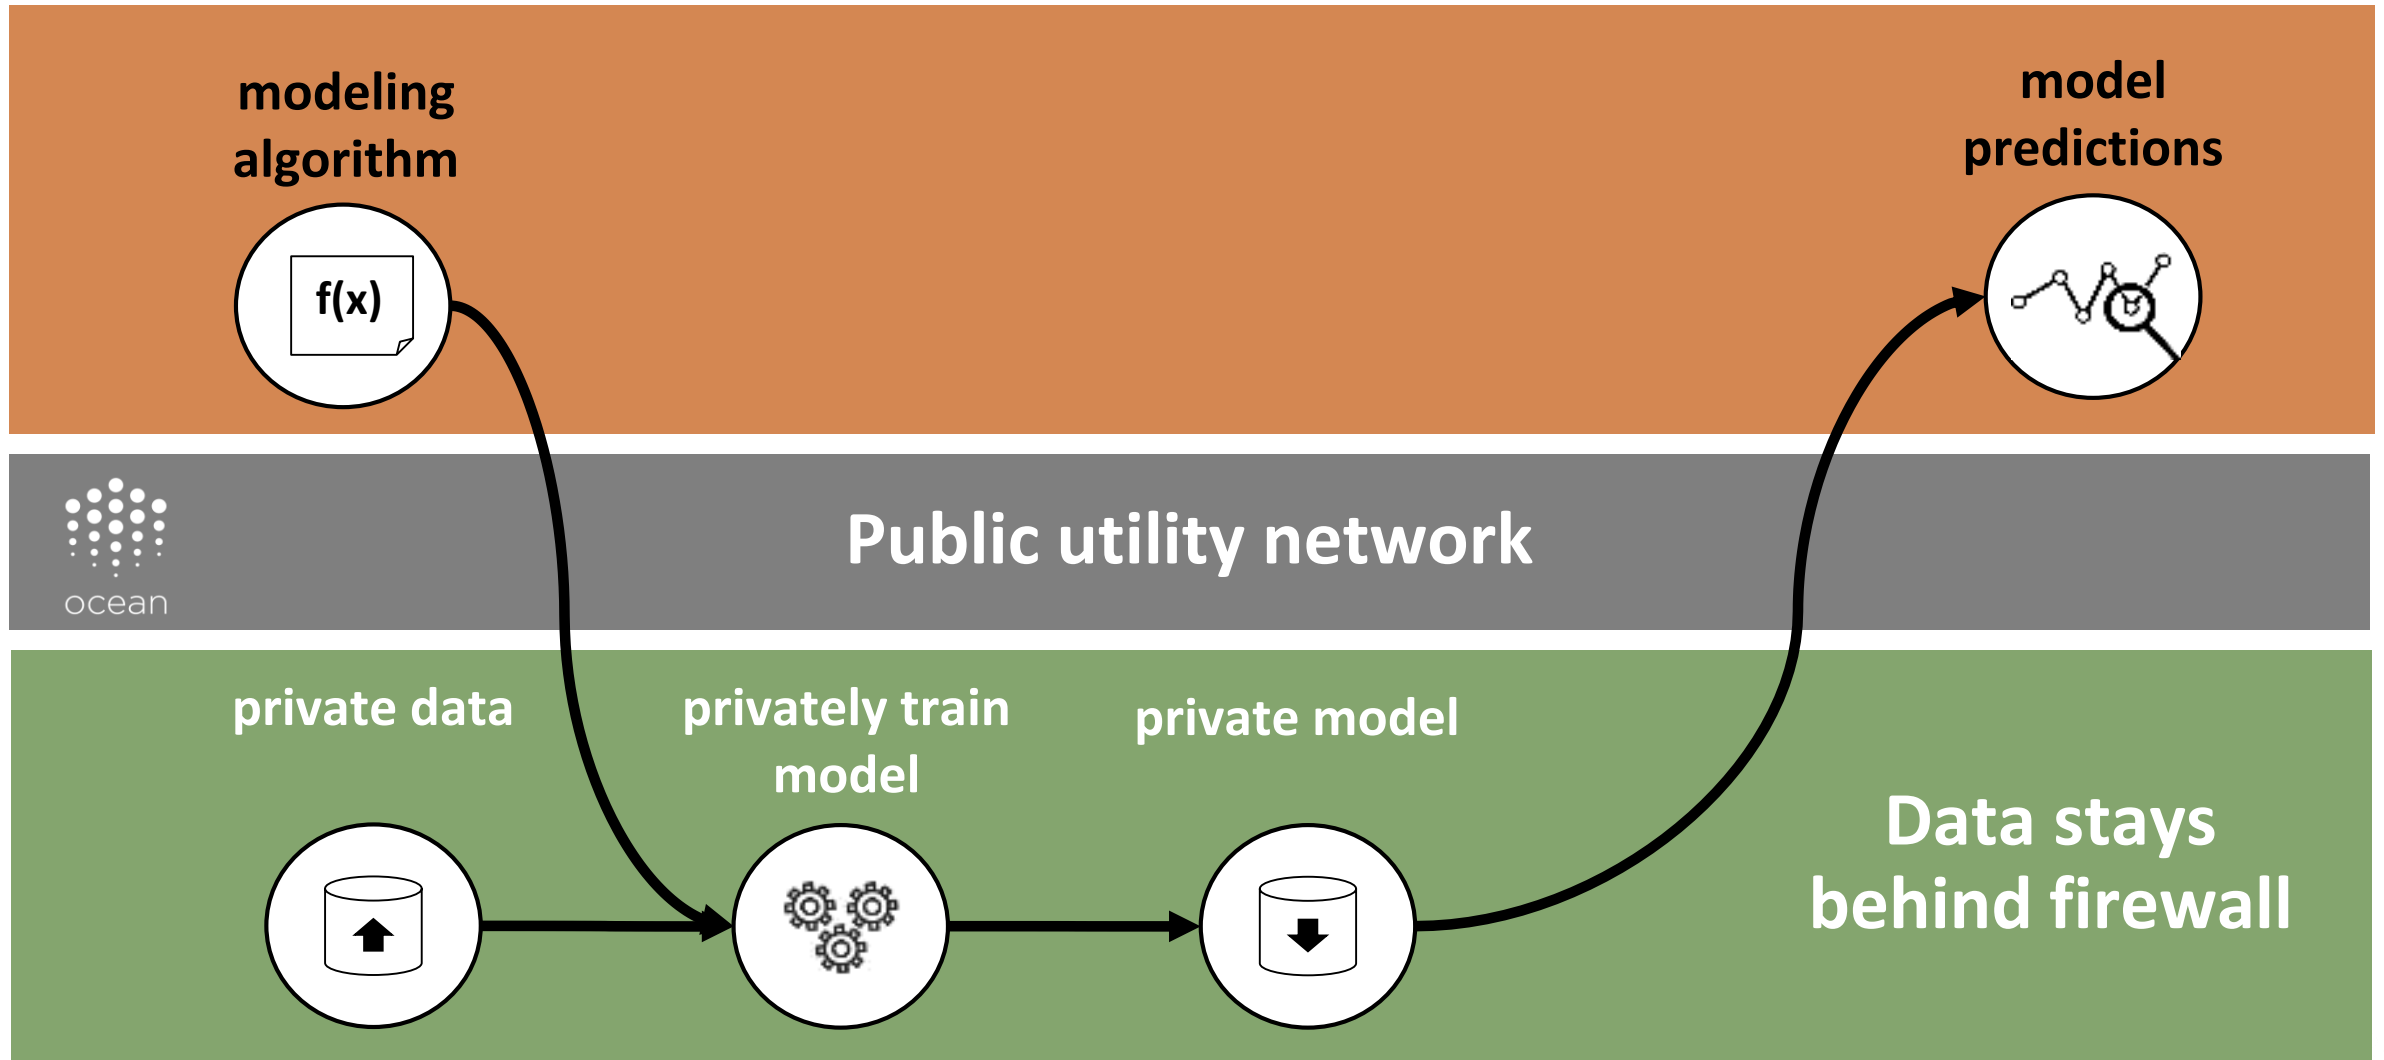 modeling
algorithm
f(x)
model
predictions
Public utility network
ocean
private data
privately train
model
private model
Data stays
behind firewall